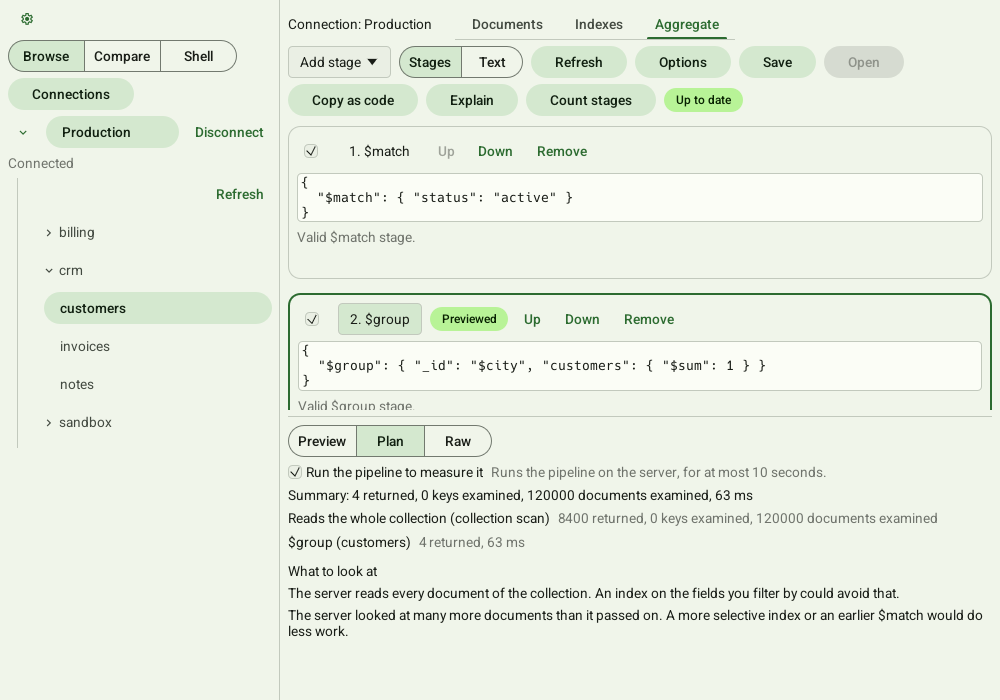 Browse Compare Shell
Connections
Production Disconnect
Connected
Refresh
billing
crm
customers
invoices
notes
sandbox
Connection: Production Documents Indexes Aggregate
Add stage Stages Text Refresh Options Save Open
Copy as code Explain Count stages Up to date
1. $match Up Down Remove
{
"$match": { "status": "active" }
}
Valid $match stage.
2. $group Previewed Up Down Remove
{
"$group": { "_id": "$city", "customers": { "$sum": 1 } }
}
Valid $group stage.
Preview Plan Raw
Run the pipeline to measure it Runs the pipeline on the server, for at most 10 seconds.
Summary: 4 returned, 0 keys examined, 120000 documents examined, 63 ms
Reads the whole collection (collection scan) 8400 returned, 0 keys examined, 120000 documents examined
$group (customers) 4 returned, 63 ms
What to look at
The server reads every document of the collection. An index on the fields you filter by could avoid that.
The server looked at many more documents than it passed on. A more selective index or an earlier $match would do
less work.